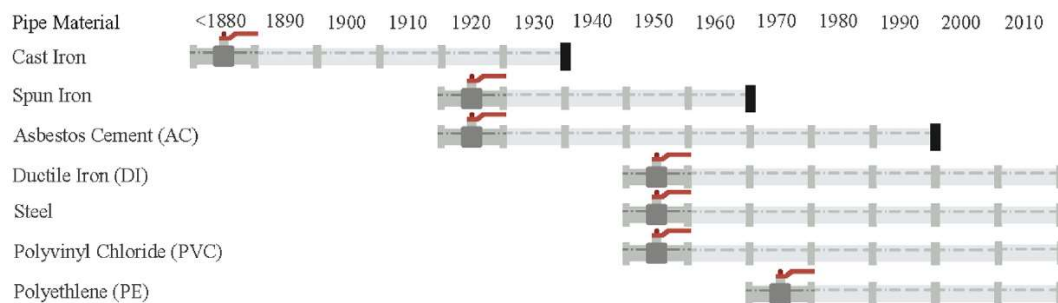 Pipe Material <1880 1890 1900 1910 1920 1930 1940 1950 1960 1970 1980 1990 2000 2010
Cast Iron
Spun Iron
Asbestos Cement (AC)
Ductile Iron (DI)
Steel
Polyvinyl Chloride (PVC)
Polyethlene (PE)